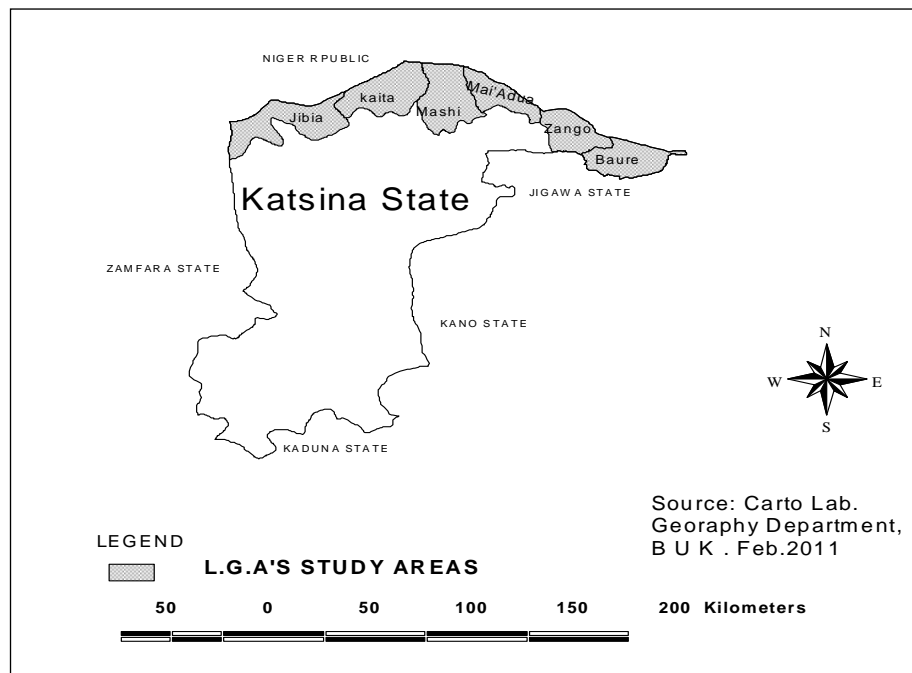 NIGER RPUBLIC
Mai'Adua
kaita
Jibia
Mashi
Zango
Baure
Katsina State
JIGAWA STATE
ZAMFARA STATE
KANO STATE
N
W
E
S
KADUNA STATE
Source: Carto Lab.
Georaphy Department,
B U K . Feb.2011
LEGEND
L.G.A'S STUDY AREAS
50 0 50 100 150 200 Kilometers